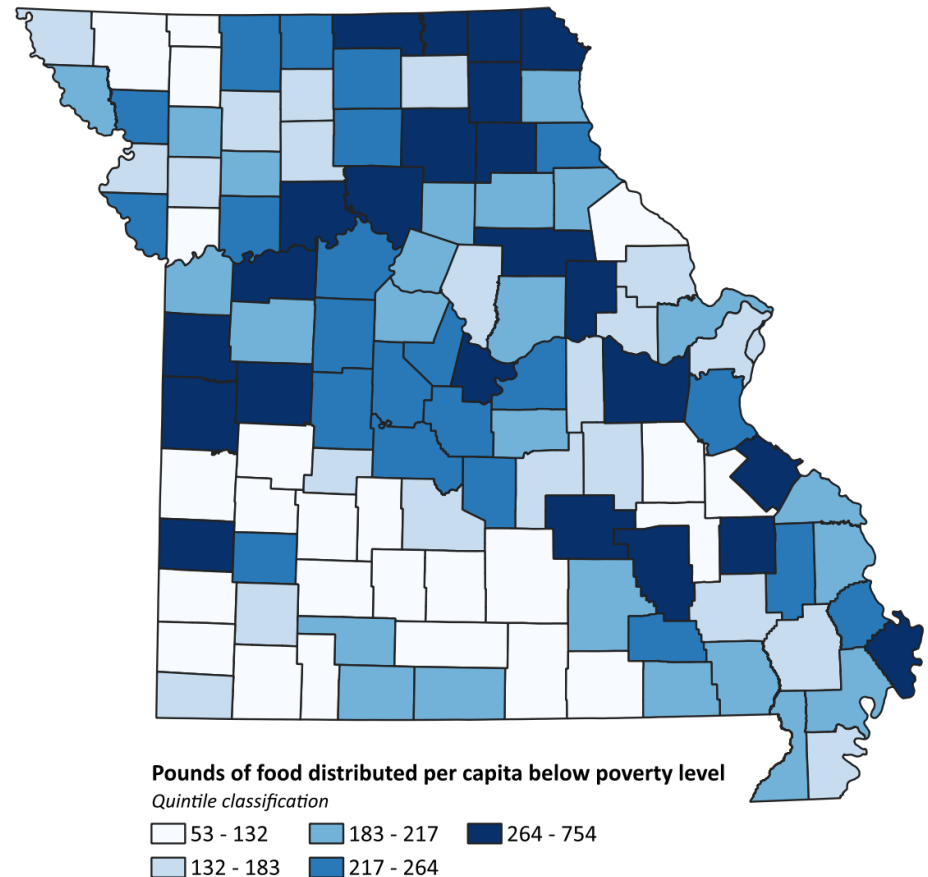 Pounds of food distributed per capita below poverty level
Quintile classification
53 - 132 183 - 217 264 - 754
132 - 183 217 - 264